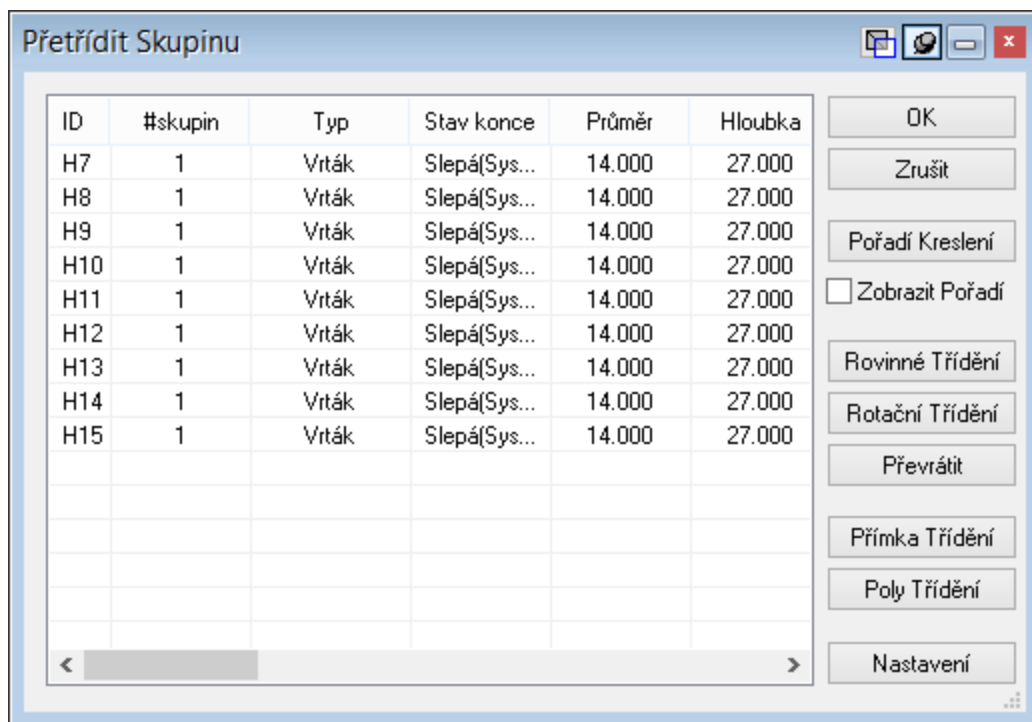 Přetřídit Skupinu
ID #skupin Typ Stav konce Průměr Hloubka
H7 1 Vrták Slepá(Sys... 14.000 27.000
H8 1 Vrták Slepá(Sys... 14.000 27.000
H9 1 Vrták Slepá(Sys... 14.000 27.000
H10 1 Vrták Slepá(Sys... 14.000 27.000
H11 1 Vrták Slepá(Sys... 14.000 27.000
H12 1 Vrták Slepá(Sys... 14.000 27.000
H13 1 Vrták Slepá(Sys... 14.000 27.000
H14 1 Vrták Slepá(Sys... 14.000 27.000
H15 1 Vrták Slepá(Sys... 14.000 27.000
OK
Zrušit
Pořadí Kreslení
Zobrazit Pořadí
Rovinné Třídění
Rotační Třídění
Převrátit
Přímka Třídění
Poly Třídění
Nastavení